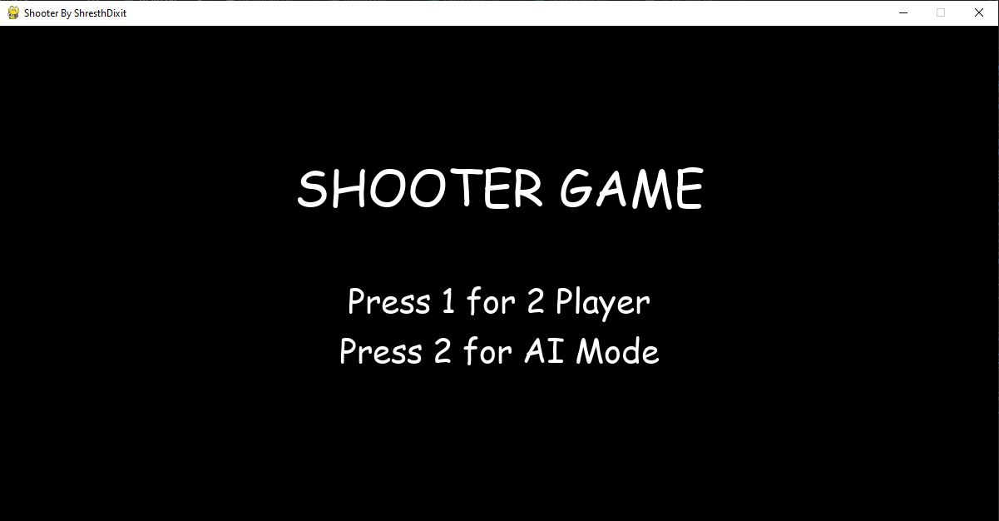 Shooter By ShresthDixit
SHOOTER GAME
Press 1 for 2 Player
Press 2 for AI Mode